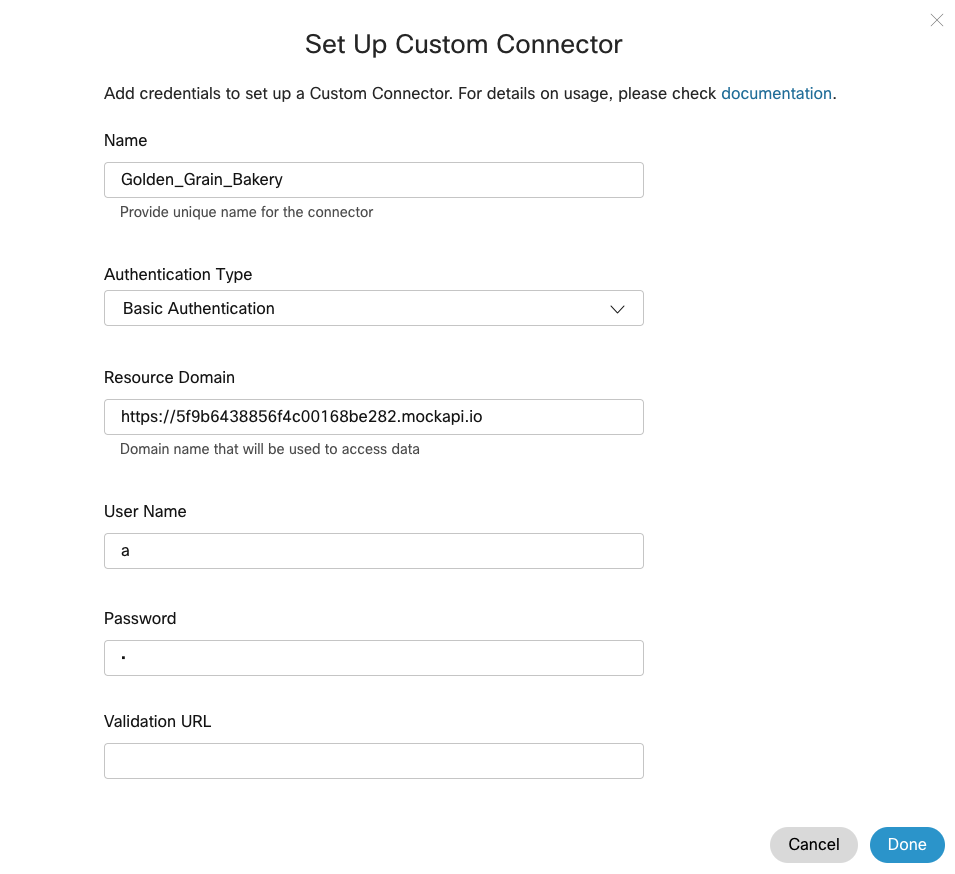 Set Up Custom Connector
Add credentials to set up a Custom Connector. For details on usage, please check documentation.
Name
Golden_Grain_Bakery
Provide unique name for the connector
Authentication Type
Basic Authentication
Resource Domain
https://5f9b6438856f4c00168be282.mockapi.io
Domain name that will be used to access data
User Name
a
Password
•
Validation URL
Cancel
Done